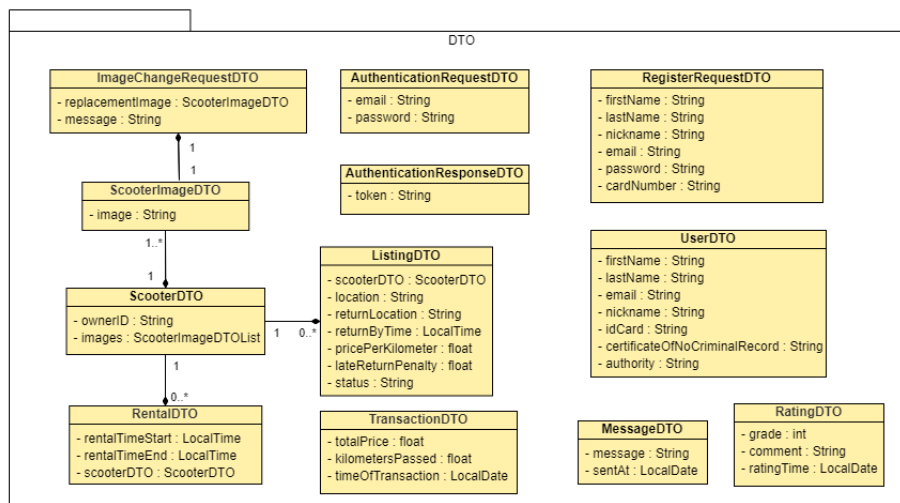 DTO
ImageChangeRequestDTO
- replacementImage : ScooterImageDTO
- message : String
1
1
ScooterImageDTO
- image : String
1..*
1
ScooterDTO
- ownerID : String
- images : ScooterImageDTOList
1
0..*
1
0..*
RentalDTO
- rentalTimeStart : LocalTime
- rentalTimeEnd : LocalTime
- scooterDTO : ScooterDTO
AuthenticationRequestDTO
- email : String
- password : String
AuthenticationResponseDTO
- token : String
ListingDTO
- scooterDTO : ScooterDTO
- location : String
- returnLocation : String
- returnByTime : LocalTime
- pricePerKilometer : float
- lateReturnPenalty : float
- status : String
TransactionDTO
- totalPrice : float
- kilometersPassed : float
- timeOfTransaction : LocalDate
RegisterRequestDTO
- firstName : String
- lastName : String
- nickname : String
- email : String
- password : String
- cardNumber : String
UserDTO
- firstName : String
- lastName : String
- email : String
- nickname : String
- idCard : String
- certificateOfNoCriminalRecord : String
- authority : String
MessageDTO
- message : String
- sentAt : LocalDate
RatingDTO
- grade : int
- comment : String
- ratingTime : LocalDate